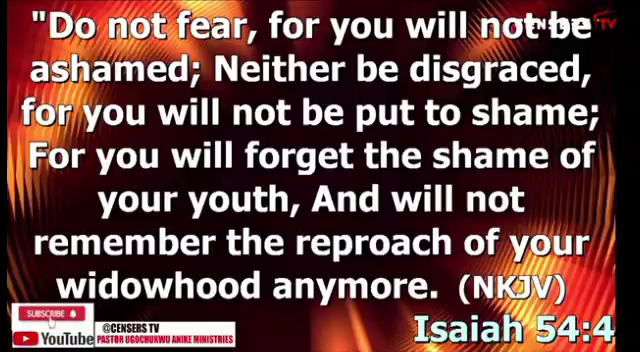 "Do not fear, for you will not be
ashamed; Neither be disgraced,
for you will not be put to shame;
For you will forget the shame of
your youth, And will not
remember the reproach of your
widowhood anymore. (NKJV)
Isaiah 54:4
SUBSCRIBE
YouTube
@CENSERS TV
PASTOR UGOCHUKWU ANIKE MINISTRIES
CENSERS TV